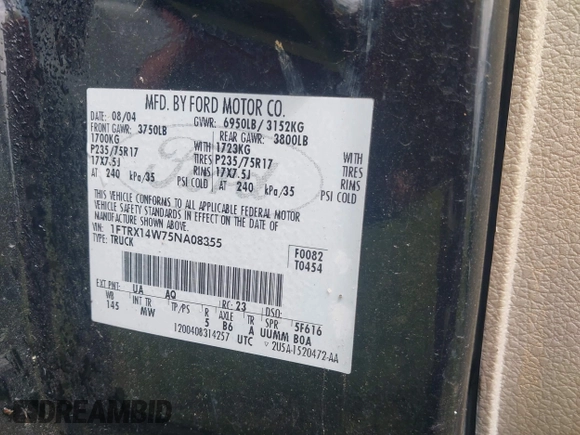 MFD. BY FORD MOTOR CO.
DATE: 08/04 GVWR: 6950LB/ 3152KG
FRONT GAWR: 3750LB REAR GAWR: 3800LB
1700KG WITH 1723KG WITH
P235/75R17 TIRES P235/75R17 TIRES
17X7.5J RIMS 17X7.5J RIMS
AT 240 kPa/35 PSI COLD AT 240 kPa/35 PSI COLD
THIS VEHICLE CONFORMS TO ALL APPLICABLE FEDERAL MOTOR
VEHICLE SAFETY STANDARDS IN EFFECT ON THE DATE OF
MANUFACTURE SHOWN ABOVE.
VIN: 1FTRX14W75NA08355
TYPE: TRUCK
F0082
T0454
EXT PNT: UA AQ RC: 23 DSO:
WB INT TR TP/PS R AXLE TR SPR 5F616
145 MW 5 B6 A UUMM BOA
1200408314257 UTC 2U5A-1520472-AA
Ford
DREAMBID